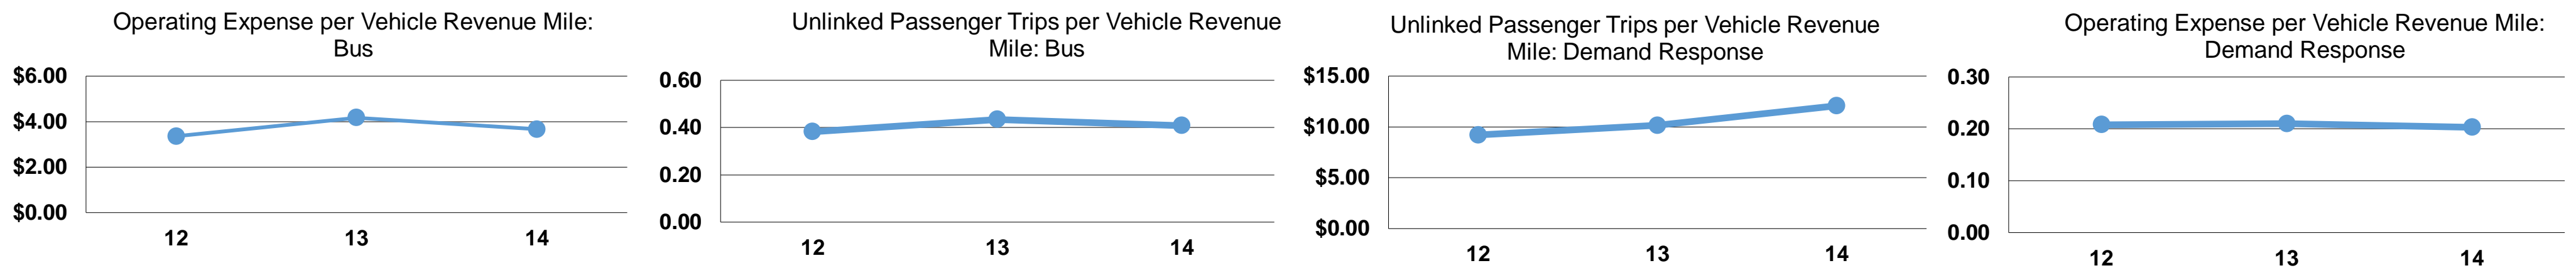 Operating Expense per Vehicle Revenue Mile:
Bus
$6.00
$4.00
$2.00
$0.00
12 13 14
Unlinked Passenger Trips per Vehicle Revenue
Mile: Bus
0.60
0.40
0.20
0.00
12 13 14
Unlinked Passenger Trips per Vehicle Revenue
Mile: Demand Response
$15.00
$10.00
$5.00
$0.00
12 13 14
Operating Expense per Vehicle Revenue Mile:
Demand Response
0.30
0.20
0.10
0.00
12 13 14